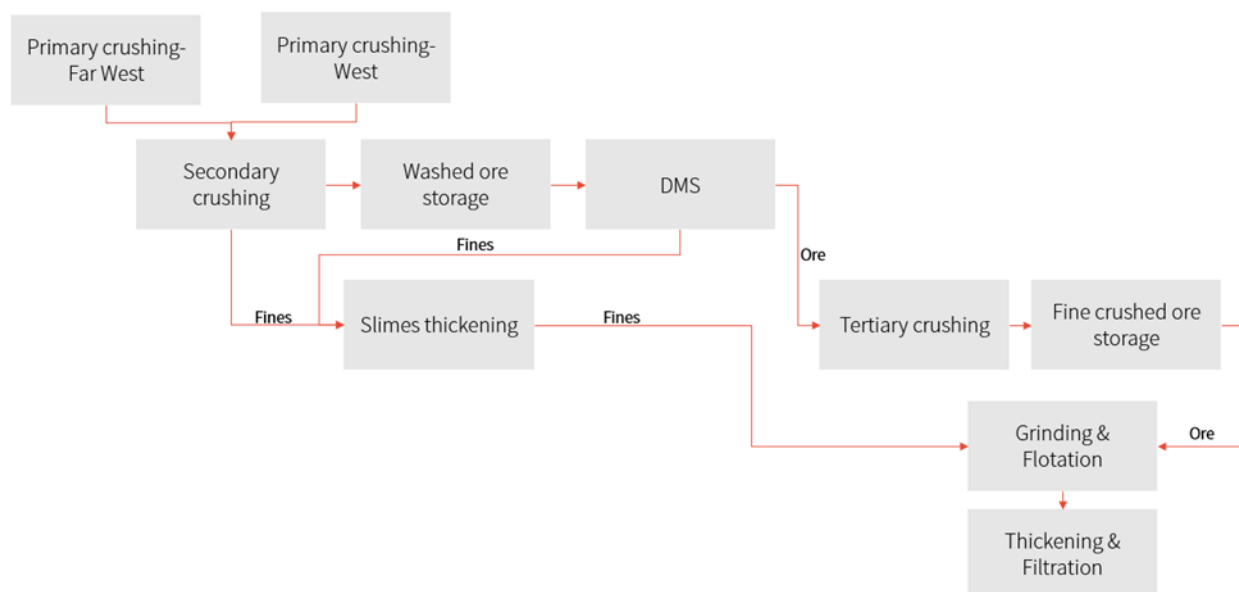 Primary crushing-
Far West
Primary crushing-
West
Secondary
crushing
Washed ore
storage
DMS
Fines
Ore
Fines
Slimes thickening
Fines
Tertiary crushing
Fine crushed ore
storage
Grinding &
Flotation
Ore
Thickening &
Filtration